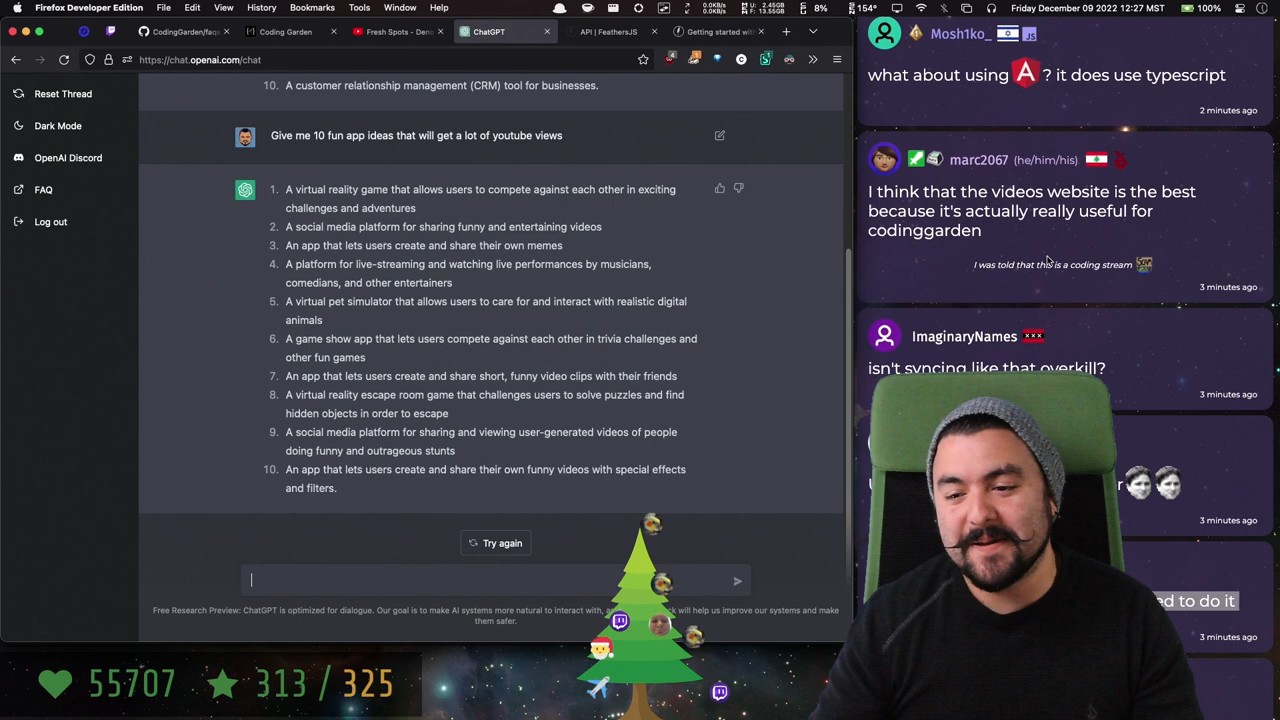 Firefox Developer Edition File Edit View History Bookmarks Tools Window Help
0.0KB/s
0.0KB/s
U: 2.45GB
F: 13.55GB
154° 100% Friday December 09 2022 12:27 MST
CodingGarden/faq
Coding Garden
Fresh Spots - Deno
ChatGPT
API | FeathersJS
Getting started with
https://chat.openai.com/chat
Reset Thread
Dark Mode
OpenAI Discord
FAQ
Log out
10. A customer relationship management (CRM) tool for businesses.
Give me 10 fun app ideas that will get a lot of youtube views
1. A virtual reality game that allows users to compete against each other in exciting
challenges and adventures
2. A social media platform for sharing funny and entertaining videos
3. An app that lets users create and share their own memes
4. A platform for live-streaming and watching live performances by musicians,
comedians, and other entertainers
5. A virtual pet simulator that allows users to care for and interact with realistic digital
animals
6. A game show app that lets users compete against each other in trivia challenges and
other fun games
7. An app that lets users create and share short, funny video clips with their friends
8. A virtual reality escape room game that challenges users to solve puzzles and find
hidden objects in order to escape
9. A social media platform for sharing and viewing user-generated videos of people
doing funny and outrageous stunts
10. An app that lets users create and share their own funny videos with special effects
and filters.
Try again
Free Research Preview: ChatGPT is optimized for dialogue. Our goal is to make AI systems more natural to interact with, an
ck will help us improve our systems and make
them safer.
55707 313 / 325
Mosh1ko_ JS
what about using A ? it does use typescript
2 minutes ago
marc2067 (he/him/his)
I think that the videos website is the best
because it's actually really useful for
codinggarden
I was told that this is a coding stream
3 minutes ago
ImaginaryNames
isn't syncing like that overkill?
3 minutes ago
r
3 minutes ago
ed to do it
3 minutes ago